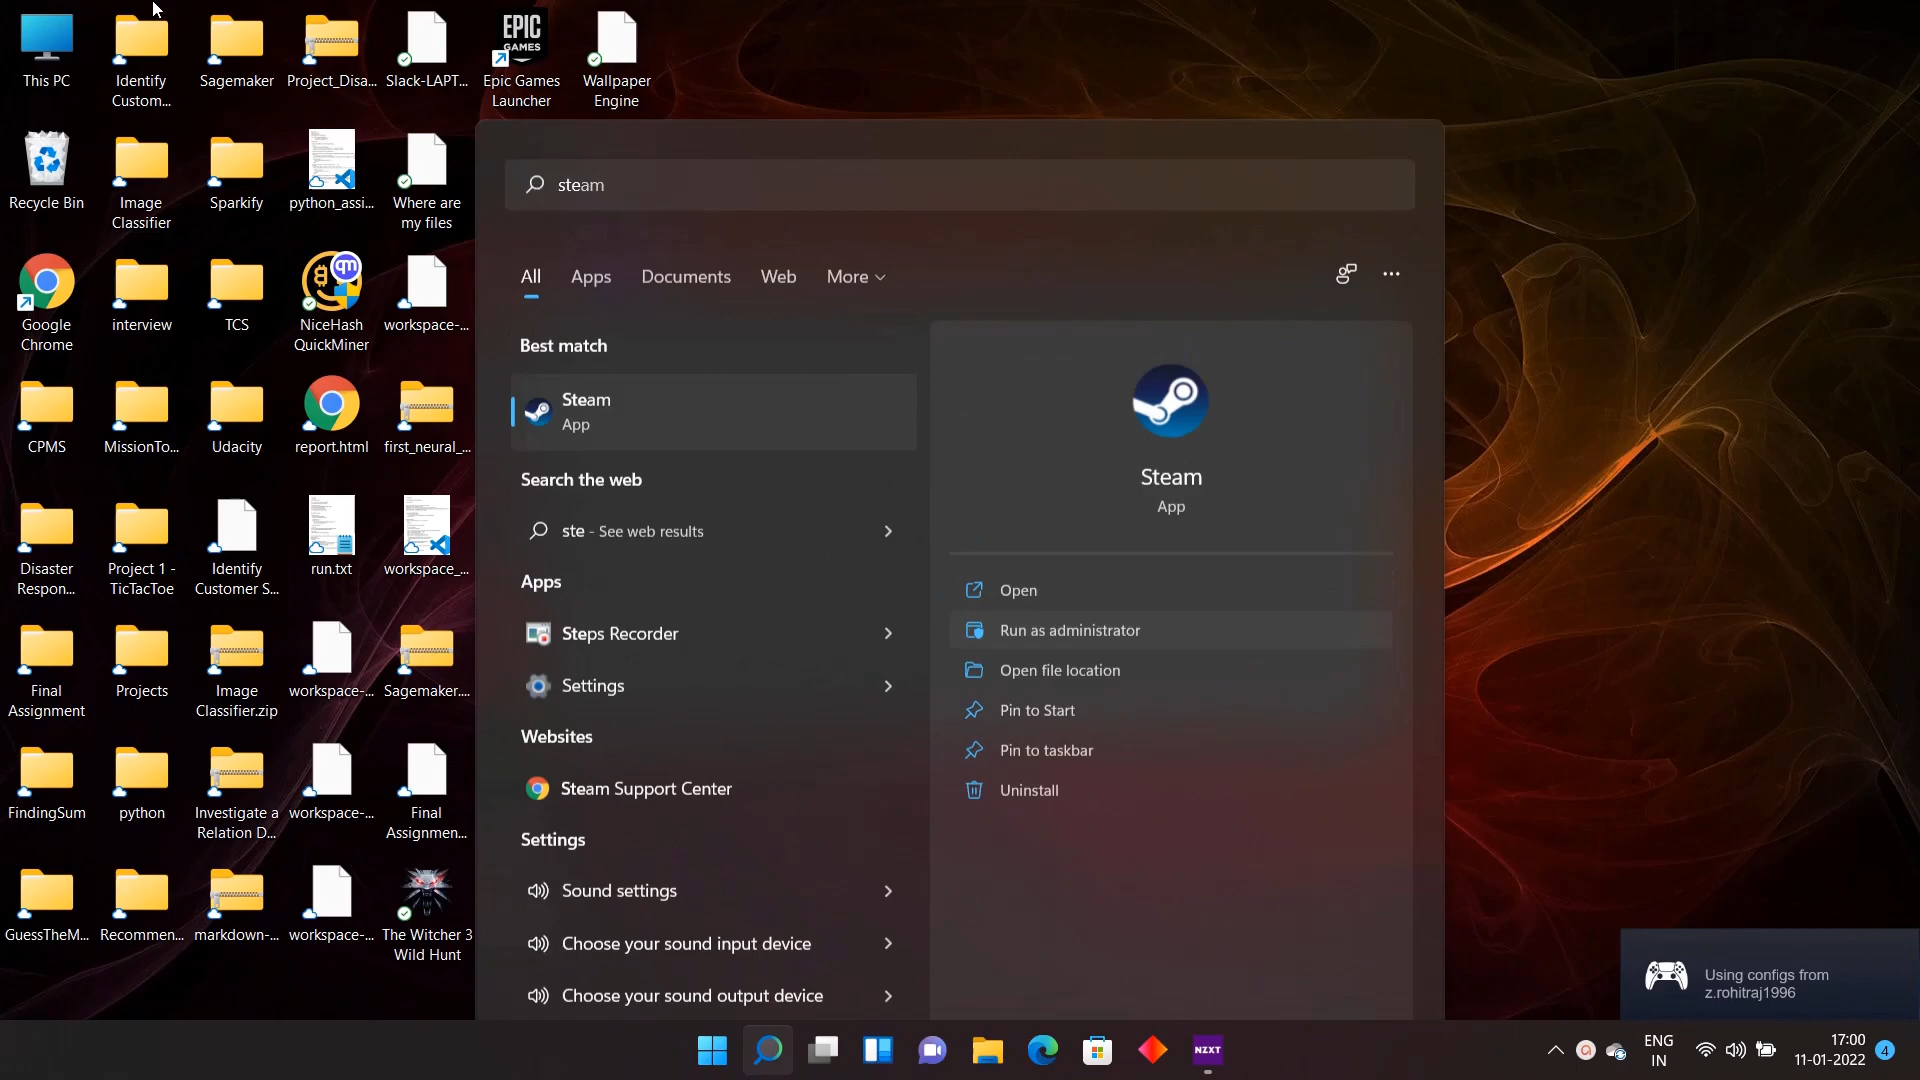 This PC
Identify
Custom...
Sagemaker
Project_Disa...
Slack-LAPT...
EPIC
GAMES
Epic Games
Launcher
Wallpaper
Engine
Recycle Bin
Image
Classifier
Sparkify
python_assi...
Where are
my files
Google
Chrome
interview
TCS
qm
NiceHash
QuickMiner
workspace-...
CPMS
MissionTo...
Udacity
report.html
first_neural_...
Disaster
Respon...
Project 1 -
TicTacToe
Identify
Customer S...
run.txt
workspace_...
Final
Assignment
Projects
Image
Classifier.zip
workspace-...
Sagemaker....
FindingSum
python
Investigate a
Relation D...
workspace-...
Final
Assignmen...
GuessTheM...
Recommen...
markdown-...
workspace-...
The Witcher 3
Wild Hunt
steam
All
Apps
Documents
Web
More
Best match
Steam
App
Search the web
ste - See web results
Apps
Steps Recorder
Settings
Websites
Steam Support Center
Settings
Sound settings
Choose your sound input device
Choose your sound output device
Steam
App
Open
Run as administrator
Open file location
Pin to Start
Pin to taskbar
Uninstall
Using configs from
z.rohitraj1996
NZXT
ENG
IN
17:00
11-01-2022
4